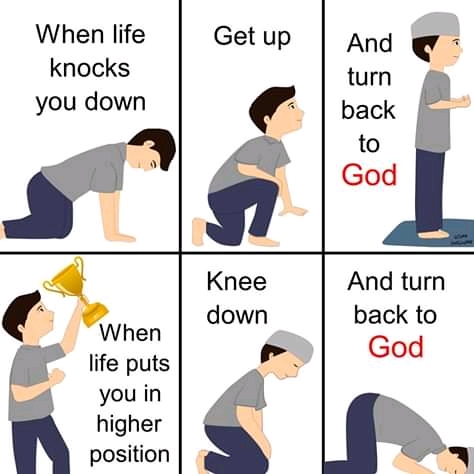 When life
knocks
you down
Get up
And
turn
back
to
God
When
life puts
you in
higher
position
Knee
down
And turn
back to
God